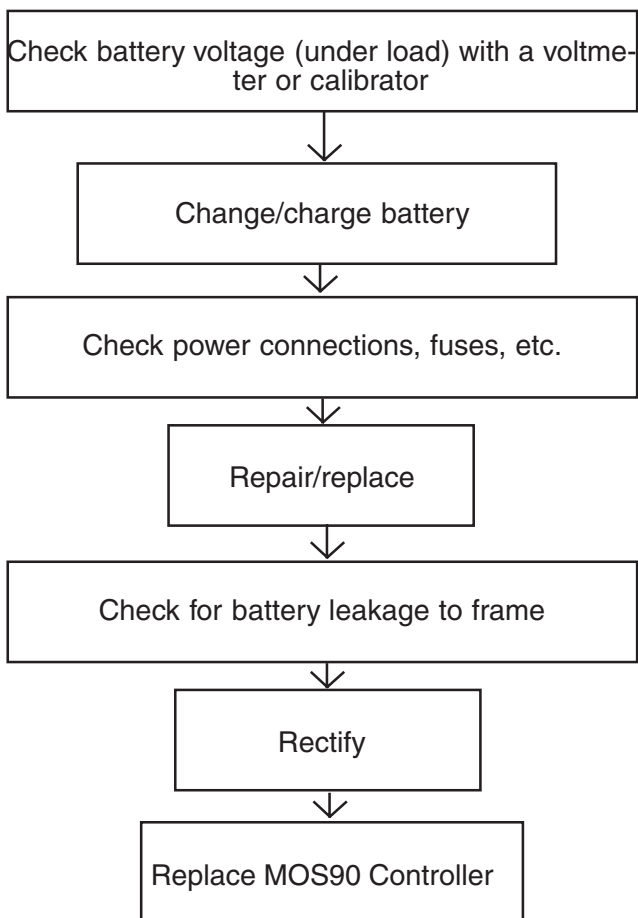 Check battery voltage (under load) with a voltme-
ter or calibrator
Change/charge battery
Check power connections, fuses, etc.
Repair/replace
Check for battery leakage to frame
Rectify
Replace MOS90 Controller